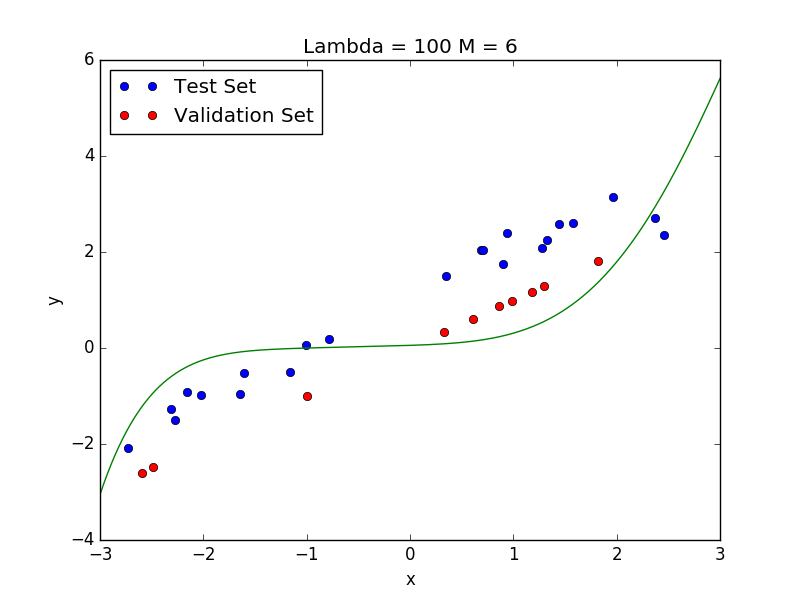 Lambda = 100 M = 6
6
Test Set
Validation Set
4
2
y
0
−2
−4
−3 −2 −1 0 1 2 3
x